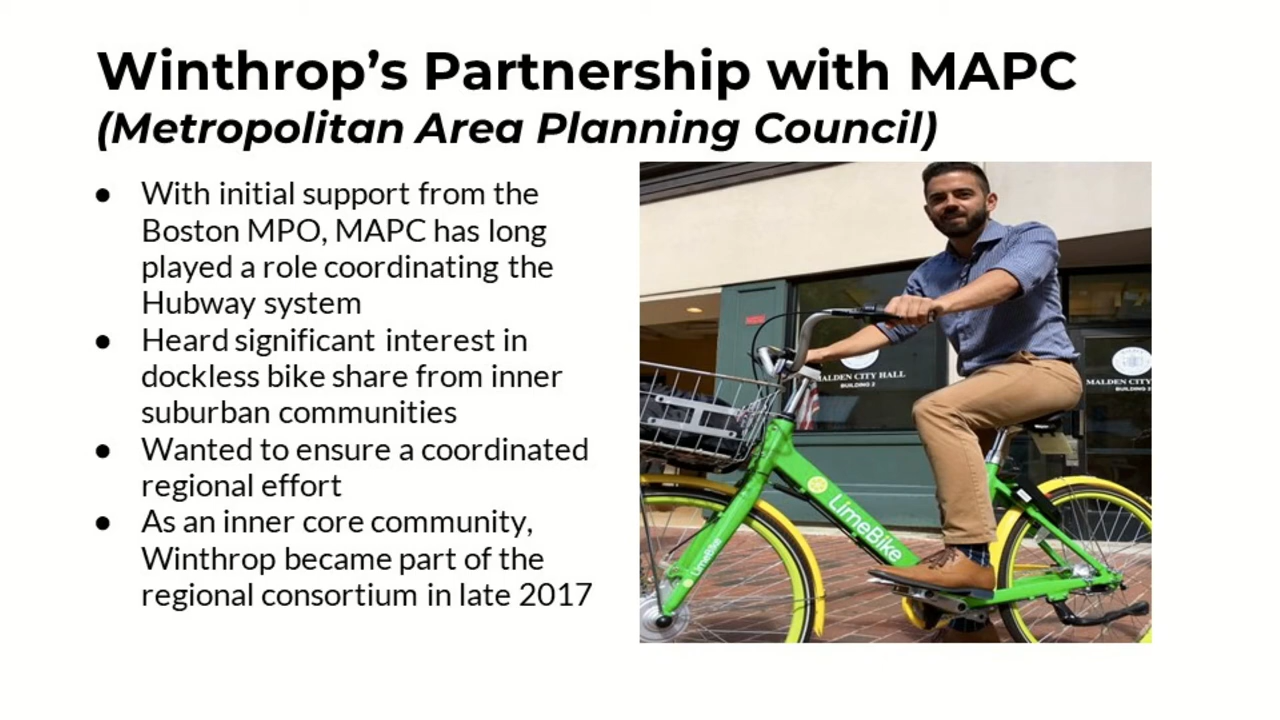 Winthrop’s Partnership with MAPC
(Metropolitan Area Planning Council)
● With initial support from the
Boston MPO, MAPC has long
played a role coordinating the
Hubway system
● Heard significant interest in
dockless bike share from inner
suburban communities
● Wanted to ensure a coordinated
regional effort
● As an inner core community,
Winthrop became part of the
regional consortium in late 2017
MALDEN CITY HALL
BUILDING 2
MALDEN CITY
BUILDING 2
LimeBike
LimeBike